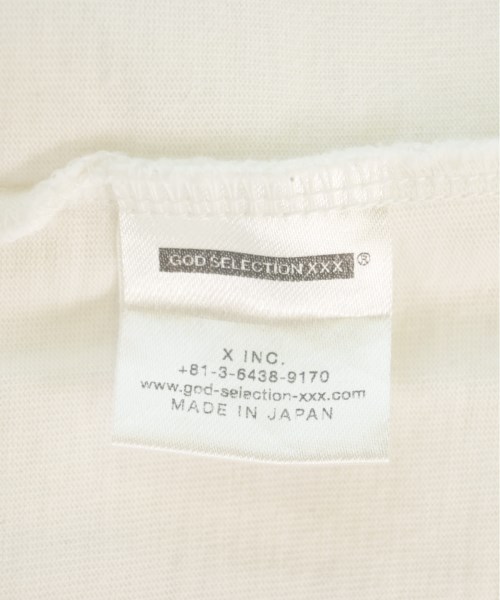 GOD SELECTION XXX ®
X INC.
+81-3-6438-9170
www.god-selection-xxx.com
MADE IN JAPAN